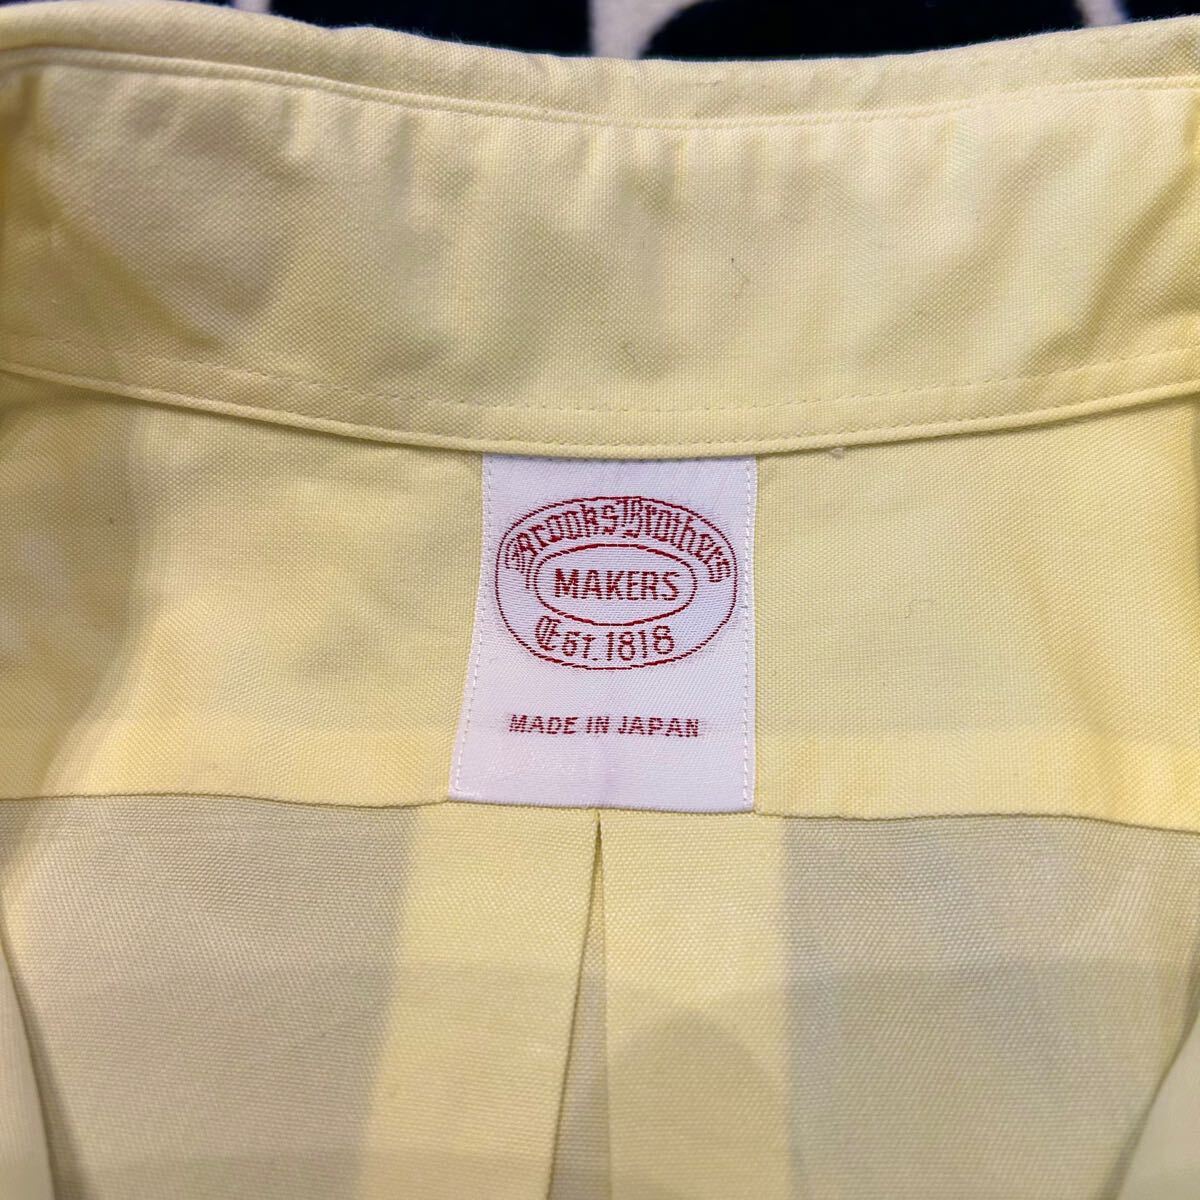 Brooks Brothers
MAKERS
Est. 1818
MADE IN JAPAN